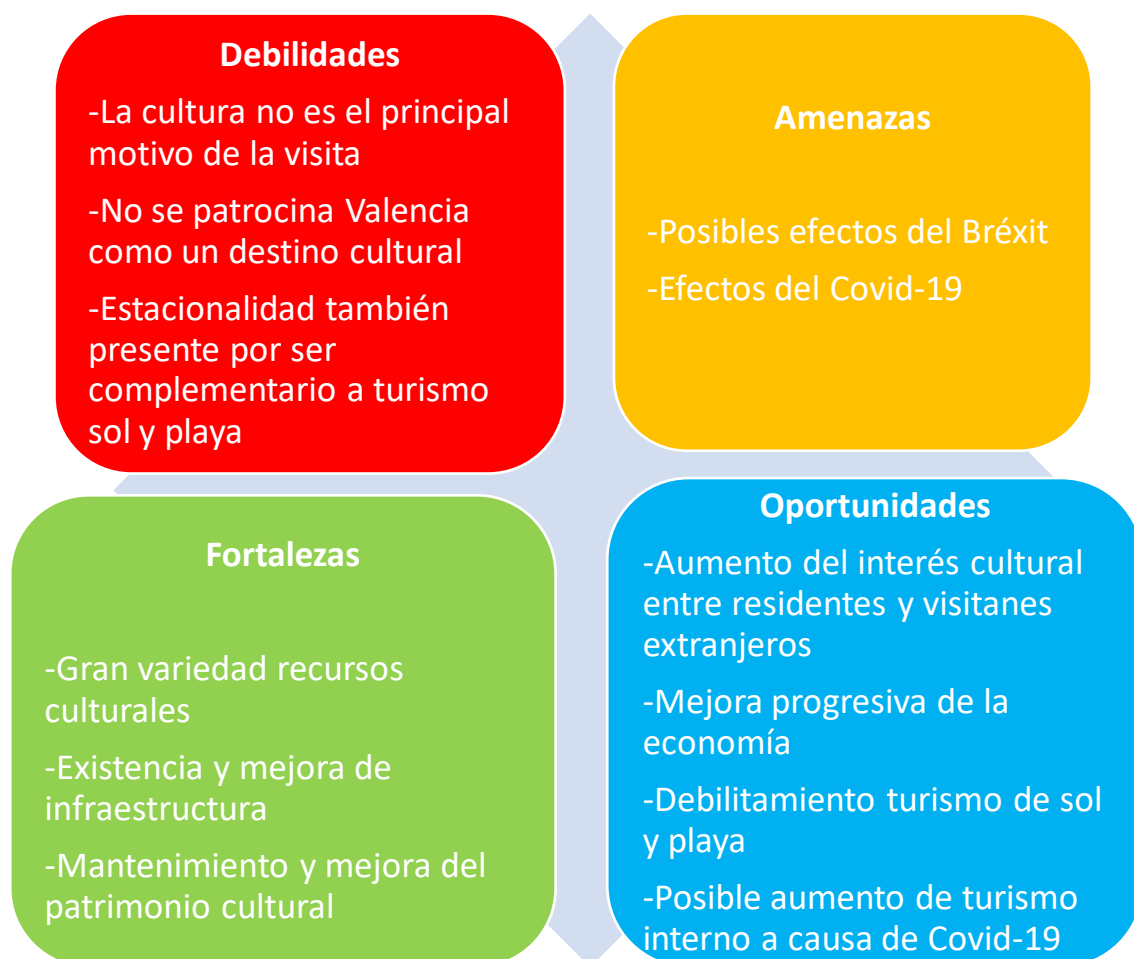 Debilidades
-La cultura no es el principal
motivo de la visita
-No se patrocina Valencia
como un destino cultural
-Estacionalidad también
presente por ser
complementario a turismo
sol y playa
Amenazas
-Posibles efectos del Bréxit
-Efectos del Covid-19
Fortalezas
-Gran variedad recursos
culturales
-Existencia y mejora de
infraestructura
-Mantenimiento y mejora del
patrimonio cultural
Oportunidades
-Aumento del interés cultural
entre residentes y visitanes
extranjeros
-Mejora progresiva de la
economía
-Debilitamiento turismo de sol
y playa
-Posible aumento de turismo
interno a causa de Covid-19